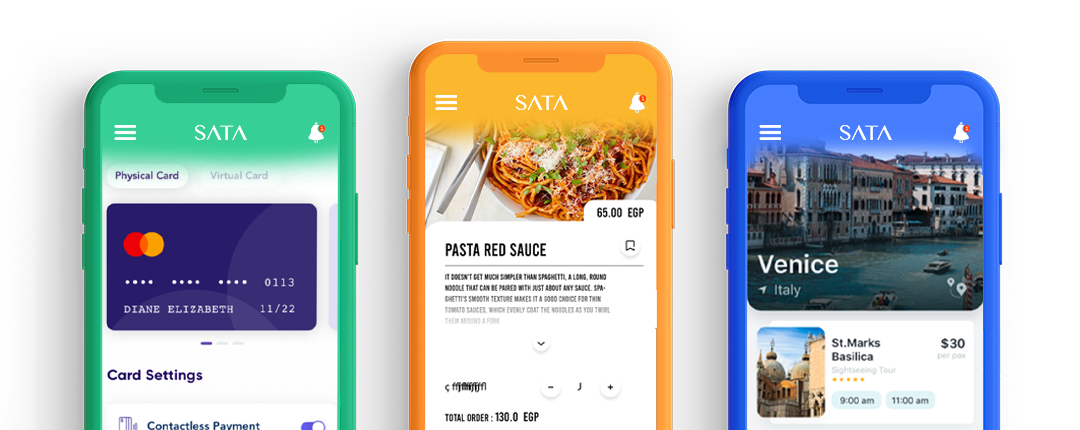 SATA
Physical Card
Virtual Card
•••• •••• •••• 0113
DIANE ELIZABETH 11/22
Card Settings
Contactless Payment
SATA
65.00 EGP
PASTA RED SAUCE
IT DOESN'T GET MUCH SIMPLER THAN SPAGHETTI, A LONG, ROUND
NOODLE THAT CAN BE PAIRED WITH JUST ABOUT ANY SAUCE. SPA-
GHETTI'S SMOOTH TEXTURE MAKES IT A GOOD CHOICE FOR THIN
TOMATO SAUCES, WHICH EVENLY COAT THE NOODLES AS YOU TWIRL
THEM AROUND A FORK
- J +
TOTAL ORDER : 130.0 EGP
SATA
Venice
Italy
St.Marks
Basilica
$30
per pax
Sightseeing Tour
9:00 am
11:00 am